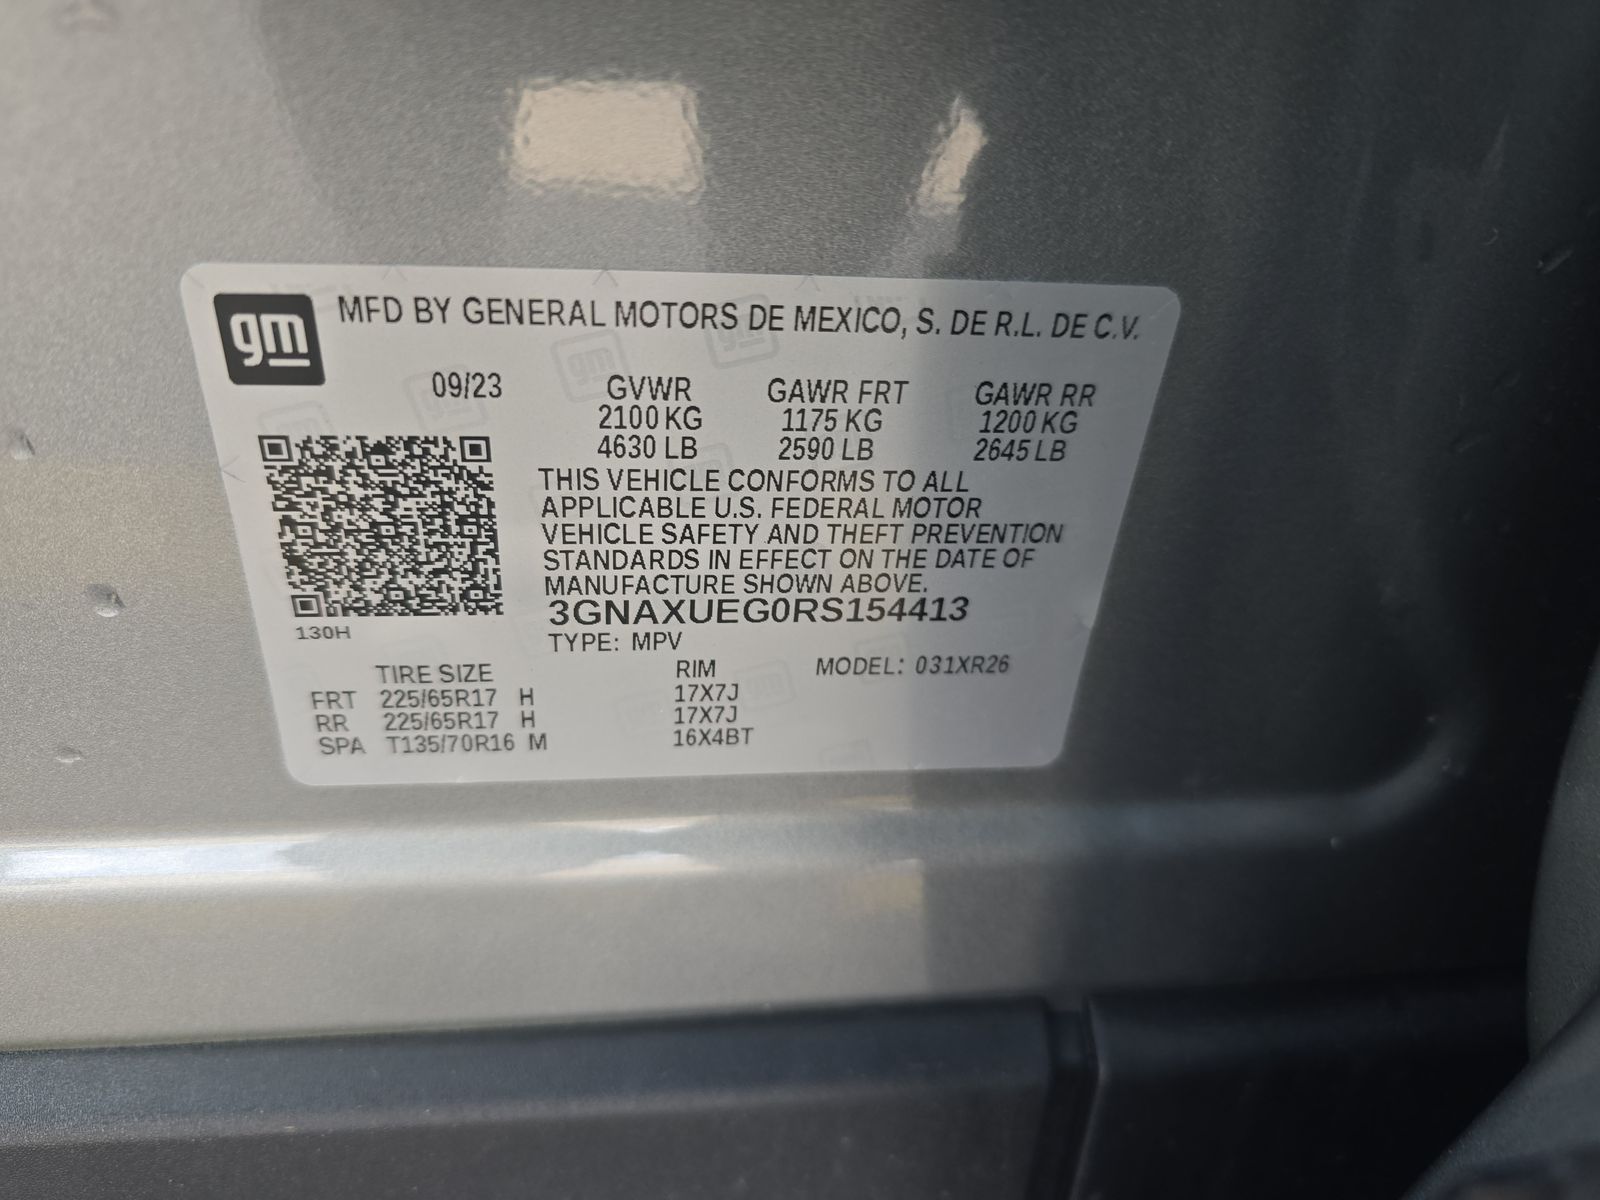 gm MFD BY GENERAL MOTORS DE MEXICO, S. DE R.L. DE C.V.
09/23 GVWR GAWR FRT GAWR RR
2100 KG 1175 KG 1200 KG
4630 LB 2590 LB 2645 LB
THIS VEHICLE CONFORMS TO ALL
APPLICABLE U.S. FEDERAL MOTOR
VEHICLE SAFETY AND THEFT PREVENTION
STANDARDS IN EFFECT ON THE DATE OF
MANUFACTURE SHOWN ABOVE.
3GNAXUEG0RS154413
130H
TYPE: MPV
TIRE SIZE RIM MODEL: 031XR26
FRT 225/65R17 H 17X7J
RR 225/65R17 H 17X7J
SPA T135/70R16 M 16X4BT